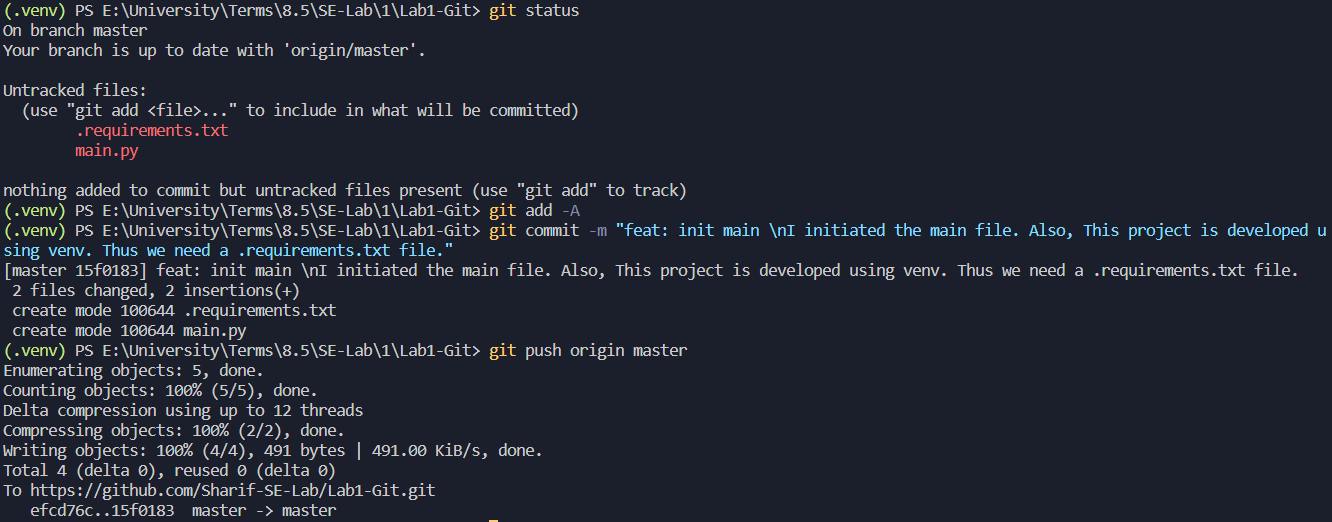 (.venv) PS E:\University\Terms\8.5\SE-Lab\1\Lab1-Git> git status
On branch master
Your branch is up to date with 'origin/master'.
Untracked files:
  (use "git add <file>..." to include in what will be committed)
        .requirements.txt
        main.py
nothing added to commit but untracked files present (use "git add" to track)
(.venv) PS E:\University\Terms\8.5\SE-Lab\1\Lab1-Git> git add -A
(.venv) PS E:\University\Terms\8.5\SE-Lab\1\Lab1-Git> git commit -m "feat: init main \nI initiated the main file. Also, This project is developed u
sing venv. Thus we need a .requirements.txt file."
[master 15f0183] feat: init main \nI initiated the main file. Also, This project is developed using venv. Thus we need a .requirements.txt file.
 2 files changed, 2 insertions(+)
 create mode 100644 .requirements.txt
 create mode 100644 main.py
(.venv) PS E:\University\Terms\8.5\SE-Lab\1\Lab1-Git> git push origin master
Enumerating objects: 5, done.
Counting objects: 100% (5/5), done.
Delta compression using up to 12 threads
Compressing objects: 100% (2/2), done.
Writing objects: 100% (4/4), 491 bytes | 491.00 KiB/s, done.
Total 4 (delta 0), reused 0 (delta 0)
To https://github.com/Sharif-SE-Lab/Lab1-Git.git
   efcd76c..15f0183  master -> master